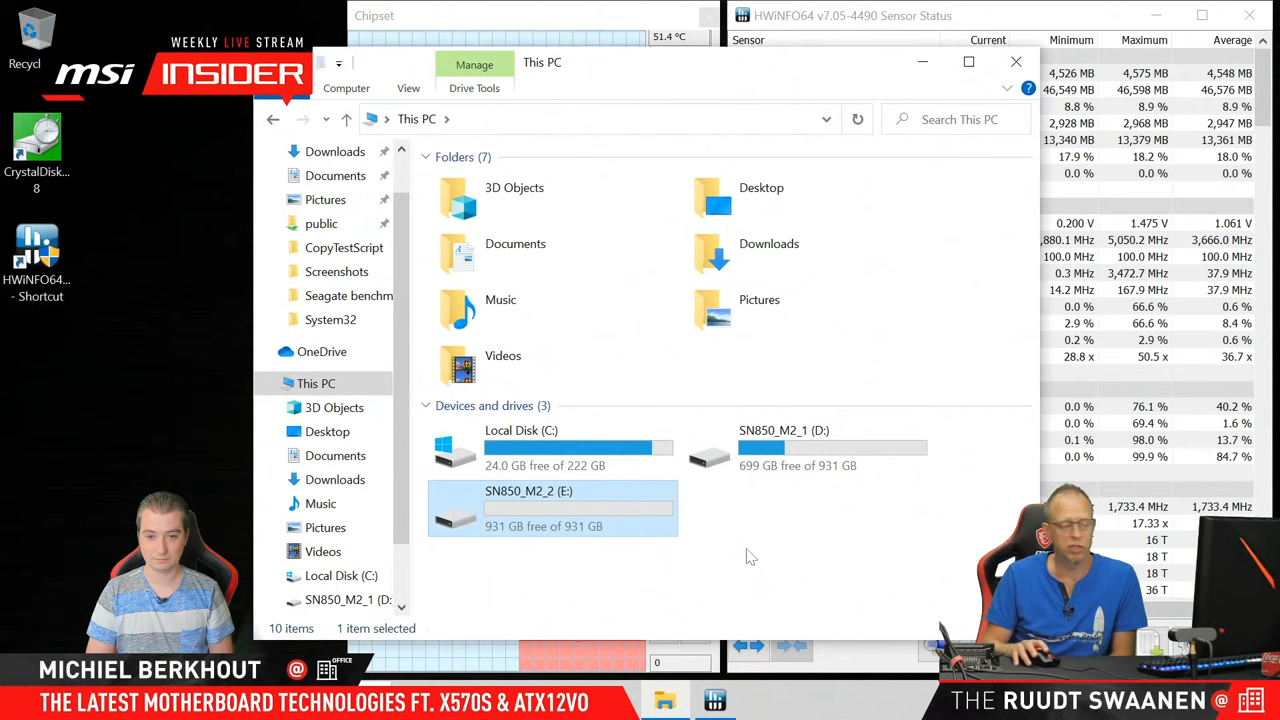 Recycl
WEEKLY LIVE STREAM
msi INSIDER
CrystalDisk...
8
HWiNFO64...
- Shortcut
Chipset
51.4 °C
0
HWiNFO64 v7.05-4490 Sensor Status
Sensor Current Minimum Maximum Average
4,526 MB 4,575 MB 4,548 MB
46,549 MB 46,598 MB 46,576 MB
8.8 % 8.9 % 8.9 %
2,928 MB 2,968 MB 2,947 MB
13,340 MB 13,379 MB 13,361 MB
17.9 % 18.2 % 18.0 %
0.0 % 0.0 % 0.0 %
0.200 V 1.475 V 1.061 V
,880.1 MHz 5,050.2 MHz 3,666.0 MHz
100.0 MHz 100.0 MHz 100.0 MHz
0.3 MHz 3,472.7 MHz 37.9 MHz
14.2 MHz 167.9 MHz 37.9 MHz
0.0 % 66.6 % 0.6 %
2.9 % 66.6 % 8.4 %
0.2 % 2.9 % 0.6 %
28.8 x 50.5 x 36.7 x
0.0 % 76.1 % 40.2 %
0.0 % 69.4 % 1.6 %
0.1 % 98.0 % 13.7 %
0.0 % 99.9 % 84.7 %
1,733.4 MHz 1,733.4 MHz
17.33 x
16 T
18 T
18 T
36 T
Manage This PC
Computer View Drive Tools
This PC
Search This PC
Downloads
Documents
Pictures
public
CopyTestScript
Screenshots
Seagate benchm
System32
OneDrive
This PC
3D Objects
Desktop
Documents
Downloads
Music
Pictures
Videos
Local Disk (C:)
SN850_M2_1 (D:
Folders (7)
3D Objects Desktop
Documents Downloads
Music Pictures
Videos
Devices and drives (3)
Local Disk (C:) SN850_M2_1 (D:)
24.0 GB free of 222 GB 699 GB free of 931 GB
SN850_M2_2 (E:)
931 GB free of 931 GB
10 items 1 item selected
MICHIEL BERKHOUT @ OFFICE
THE LATEST MOTHERBOARD TECHNOLOGIES FT. X570S & ATX12VO
THE RUUDT SWAANEN @